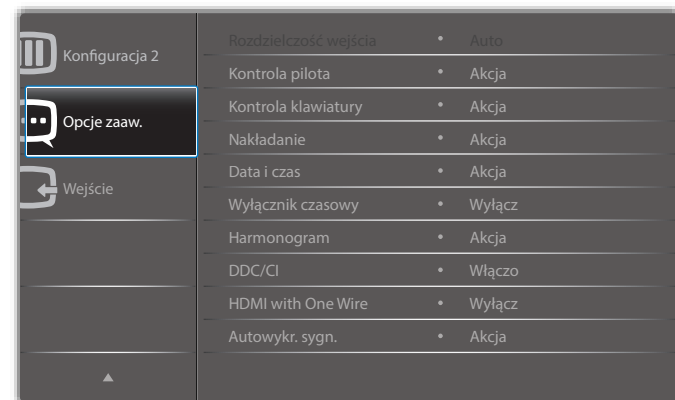 Konfiguracja 2
Opcje zaaw.
Wejście
Rozdzielczość wejścia • Auto
Kontrola pilota • Akcja
Kontrola klawiatury • Akcja
Nakładanie • Akcja
Data i czas • Akcja
Wyłącznik czasowy • Wyłącz
Harmonogram • Akcja
DDC/CI • Włączo
HDMI with One Wire • Wyłącz
Autowykr. sygn. • Akcja